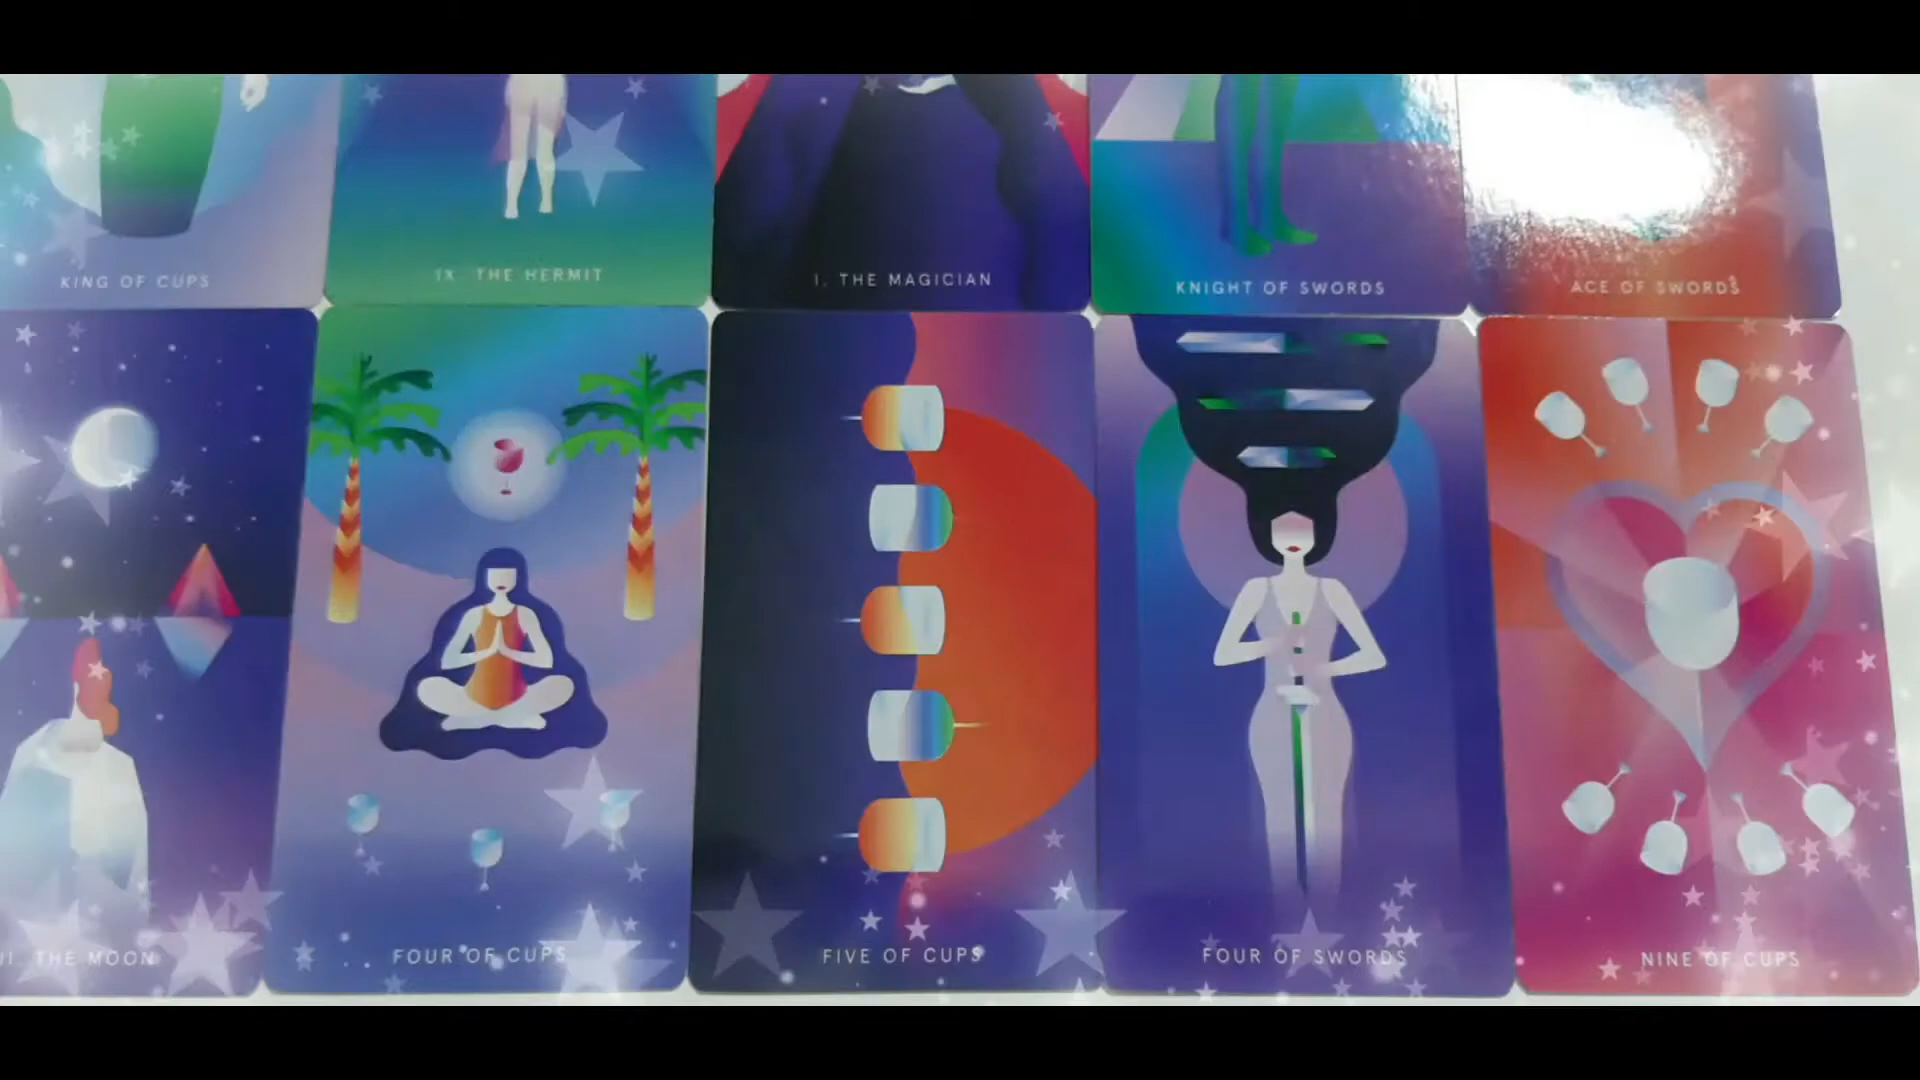 KING OF CUPS
IX. THE HERMIT
I. THE MAGICIAN
KNIGHT OF SWORDS
ACE OF SWORDS
II. THE MOON
FOUR OF CUPS
FIVE OF CUPS
FOUR OF SWORDS
NINE OF CUPS